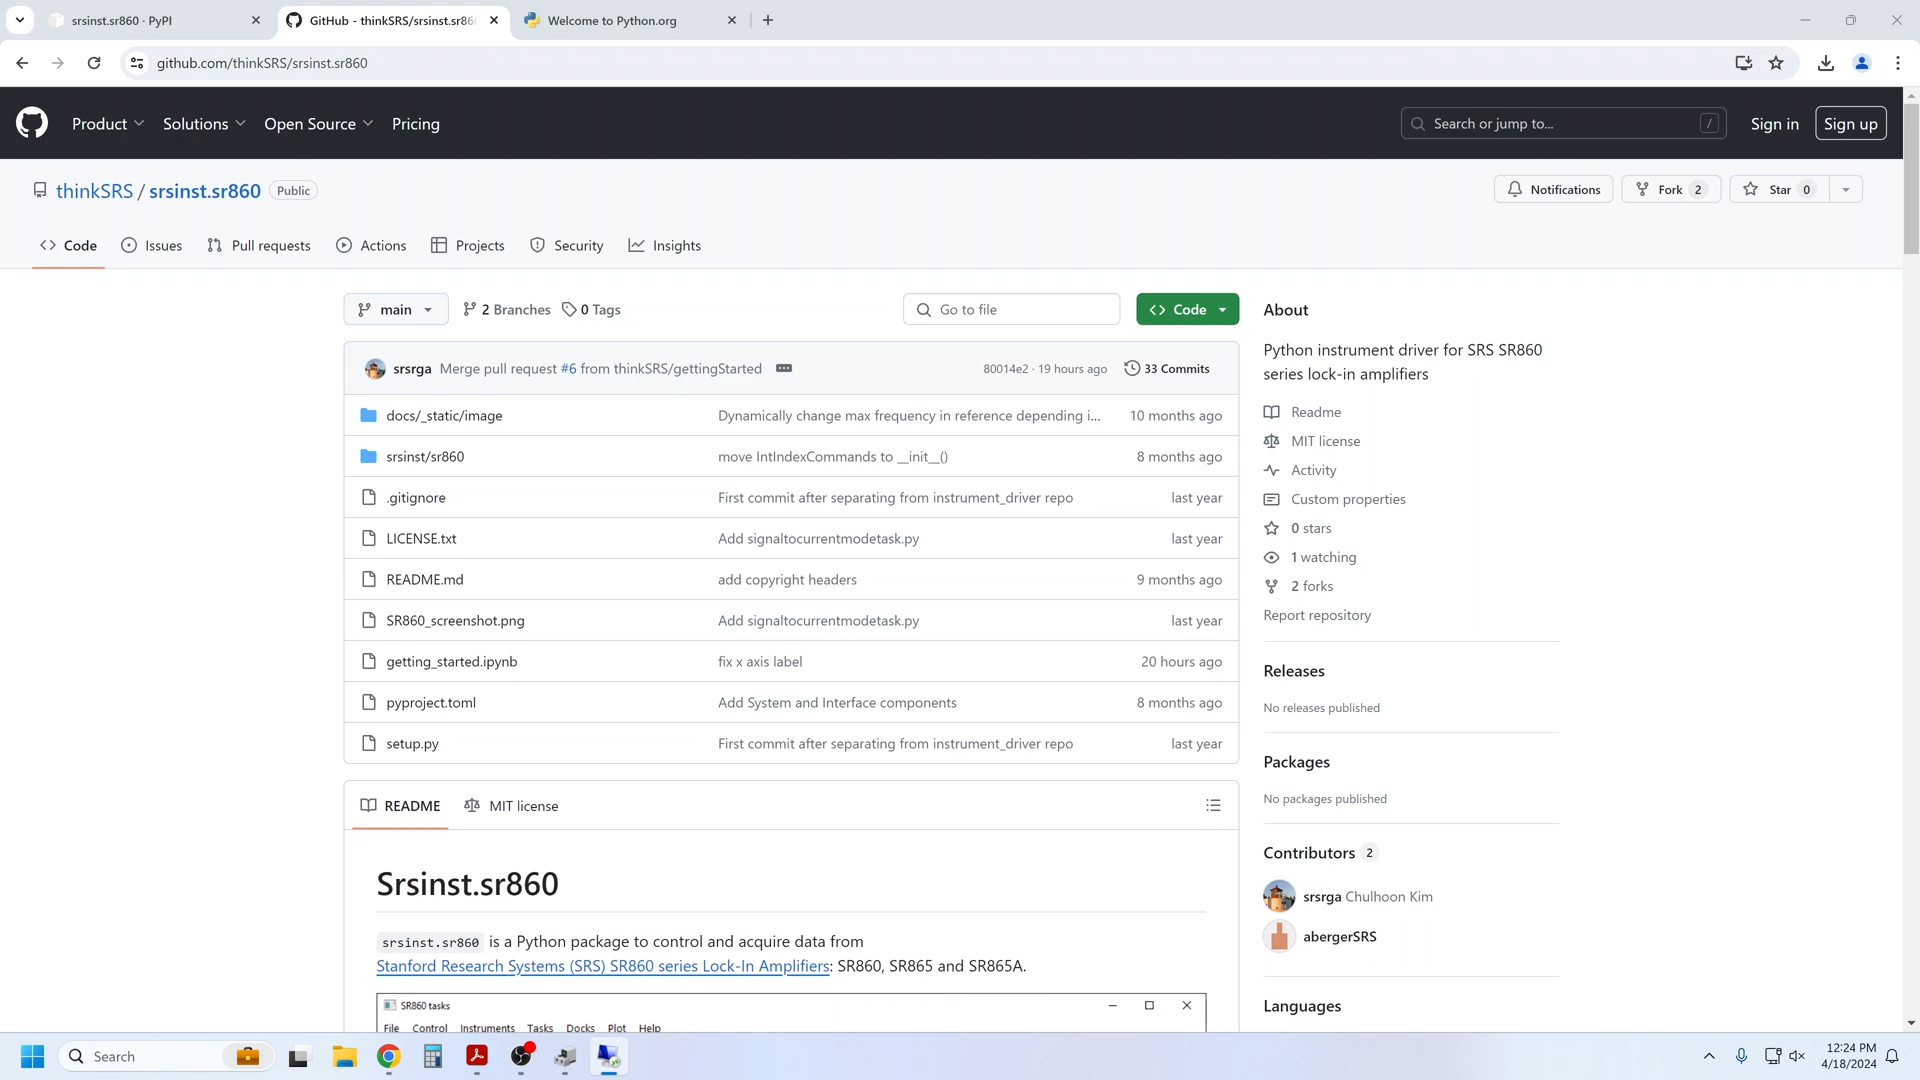 srsinst.sr860 · PyPI
GitHub - thinkSRS/srsinst.sr860
Welcome to Python.org
github.com/thinkSRS/srsinst.sr860
Product
Solutions
Open Source
Pricing
Search or jump to...
/
Sign in
Sign up
thinkSRS / srsinst.sr860
Public
Notifications
Fork 2
Star 0
Code
Issues
Pull requests
Actions
Projects
Security
Insights
main
2 Branches
0 Tags
Go to file
Code
srsrga Merge pull request #6 from thinkSRS/gettingStarted
80014e2 · 19 hours ago
33 Commits
docs/_static/image Dynamically change max frequency in reference depending i... 10 months ago
srsinst/sr860 move IntIndexCommands to __init__() 8 months ago
.gitignore First commit after separating from instrument_driver repo last year
LICENSE.txt Add signaltocurrentmodetask.py last year
README.md add copyright headers 9 months ago
SR860_screenshot.png Add signaltocurrentmodetask.py last year
getting_started.ipynb fix x axis label 20 hours ago
pyproject.toml Add System and Interface components 8 months ago
setup.py First commit after separating from instrument_driver repo last year
README
MIT license
Srsinst.sr860
srsinst.sr860 is a Python package to control and acquire data from
Stanford Research Systems (SRS) SR860 series Lock-In Amplifiers: SR860, SR865 and SR865A.
SR860 tasks
File Control Instruments Tasks Docks Plot Help
About
Python instrument driver for SRS SR860
series lock-in amplifiers
Readme
MIT license
Activity
Custom properties
0 stars
1 watching
2 forks
Report repository
Releases
No releases published
Packages
No packages published
Contributors 2
srsrga Chulhoon Kim
abergerSRS
Languages
Search
12:24 PM
4/18/2024